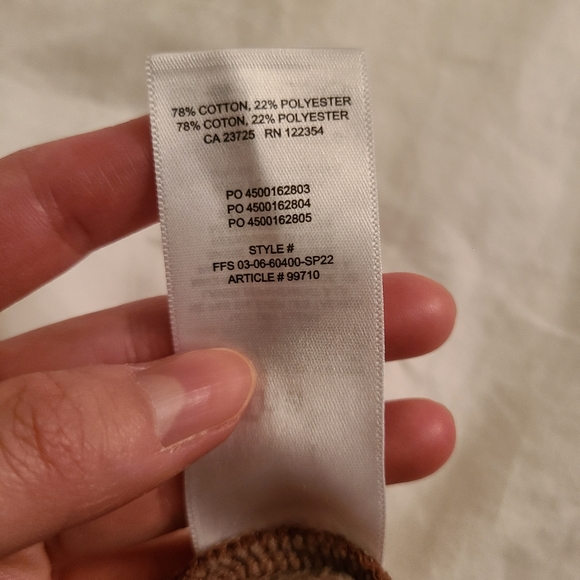 78% COTTON, 22% POLYESTER
78% COTON, 22% POLYESTER
CA 23725 RN 122354
PO 4500162803
PO 4500162804
PO 4500162805
STYLE #
FFS 03-06-60400-SP22
ARTICLE # 99710